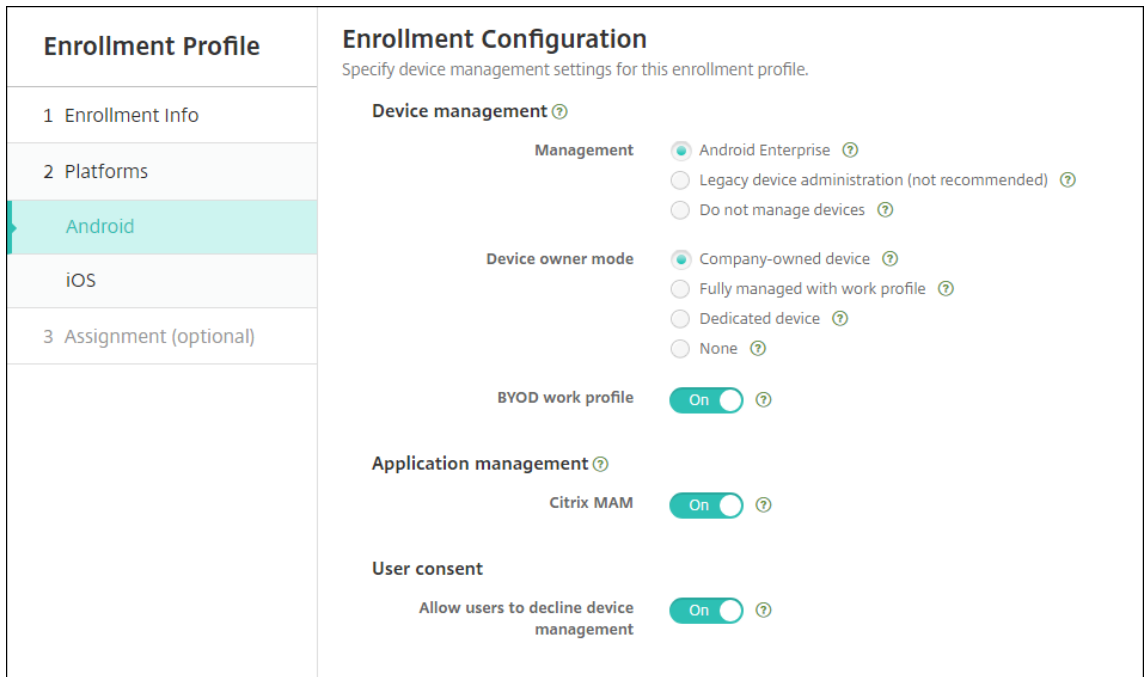 Enrollment Profile
1 Enrollment Info
2 Platforms
Android
iOS
3 Assignment (optional)
Enrollment Configuration
Specify device management settings for this enrollment profile.
Device management ?
Management
Android Enterprise ?
Legacy device administration (not recommended) ?
Do not manage devices ?
Device owner mode
Company-owned device ?
Fully managed with work profile ?
Dedicated device ?
None ?
BYOD work profile
On ?
Application management ?
Citrix MAM
On ?
User consent
Allow users to decline device
management
On ?